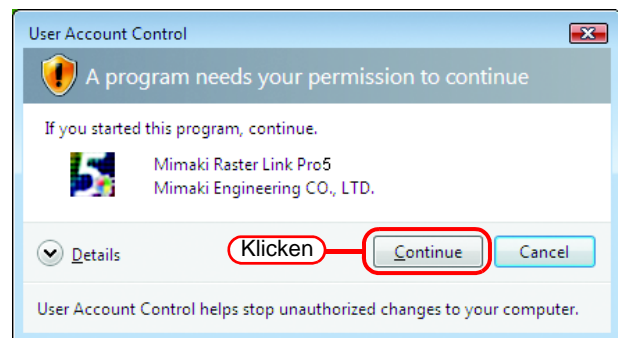 User Account Control
A program needs your permission to continue
If you started this program, continue.
Mimaki Raster Link Pro5
Mimaki Engineering CO., LTD.
Details
Klicken
Continue
Cancel
User Account Control helps stop unauthorized changes to your computer.